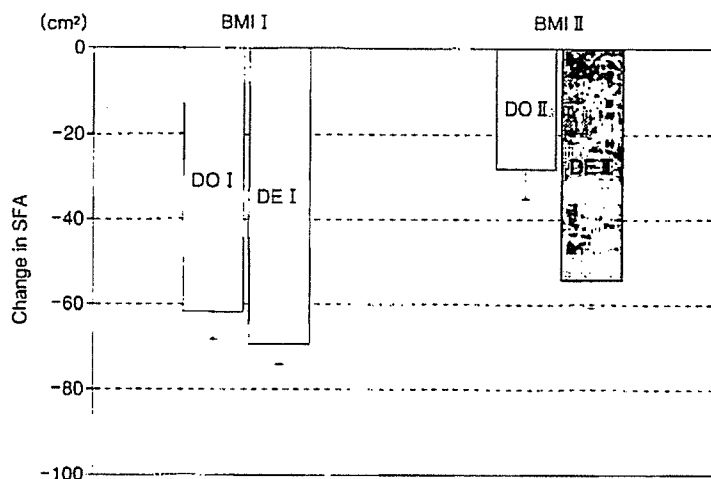 (cm²) BMI I BMI II
0
DO II
-20
DO I DE I DE II
-40
-60
-80
-100
Change in SFA